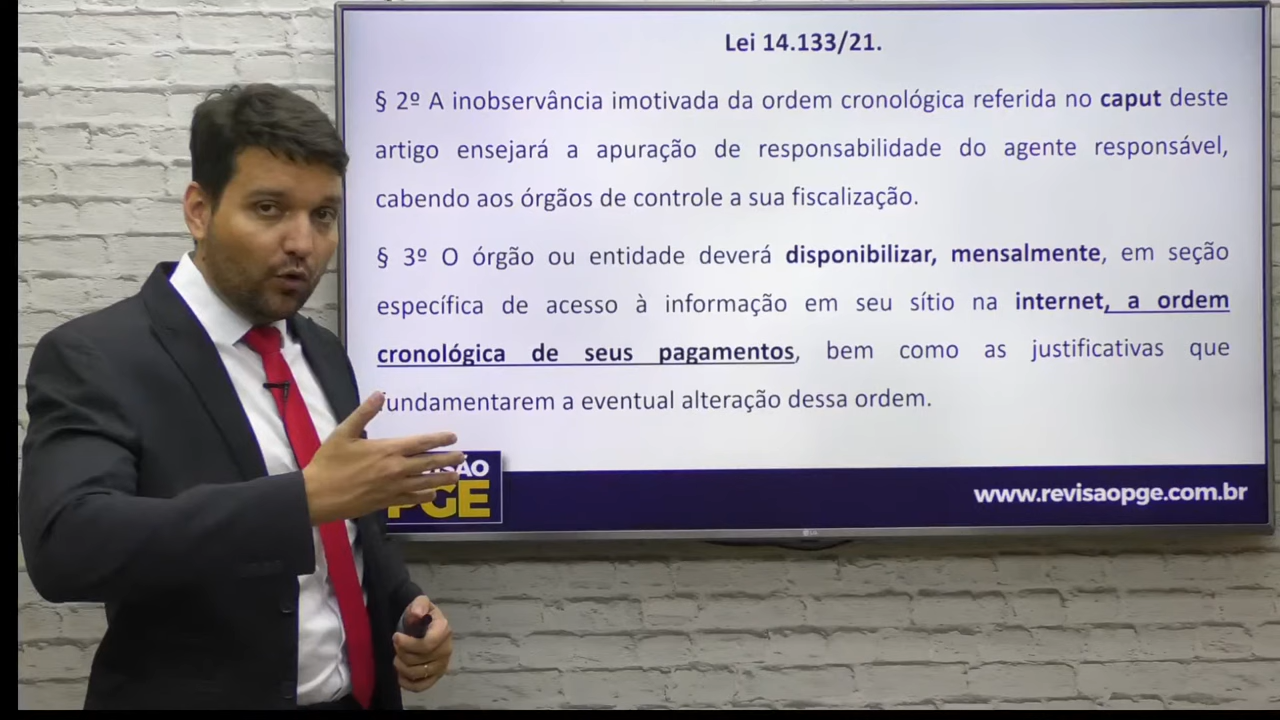 Lei 14.133/21.
§ 2º A inobservância imotivada da ordem cronológica referida no caput deste
artigo ensejará a apuração de responsabilidade do agente responsável,
cabendo aos órgãos de controle a sua fiscalização.
§ 3º O órgão ou entidade deverá disponibilizar, mensalmente, em seção
específica de acesso à informação em seu sítio na internet, a ordem
cronológica de seus pagamentos, bem como as justificativas que
fundamentarem a eventual alteração dessa ordem.
PGE
www.revisaopge.com.br
LG